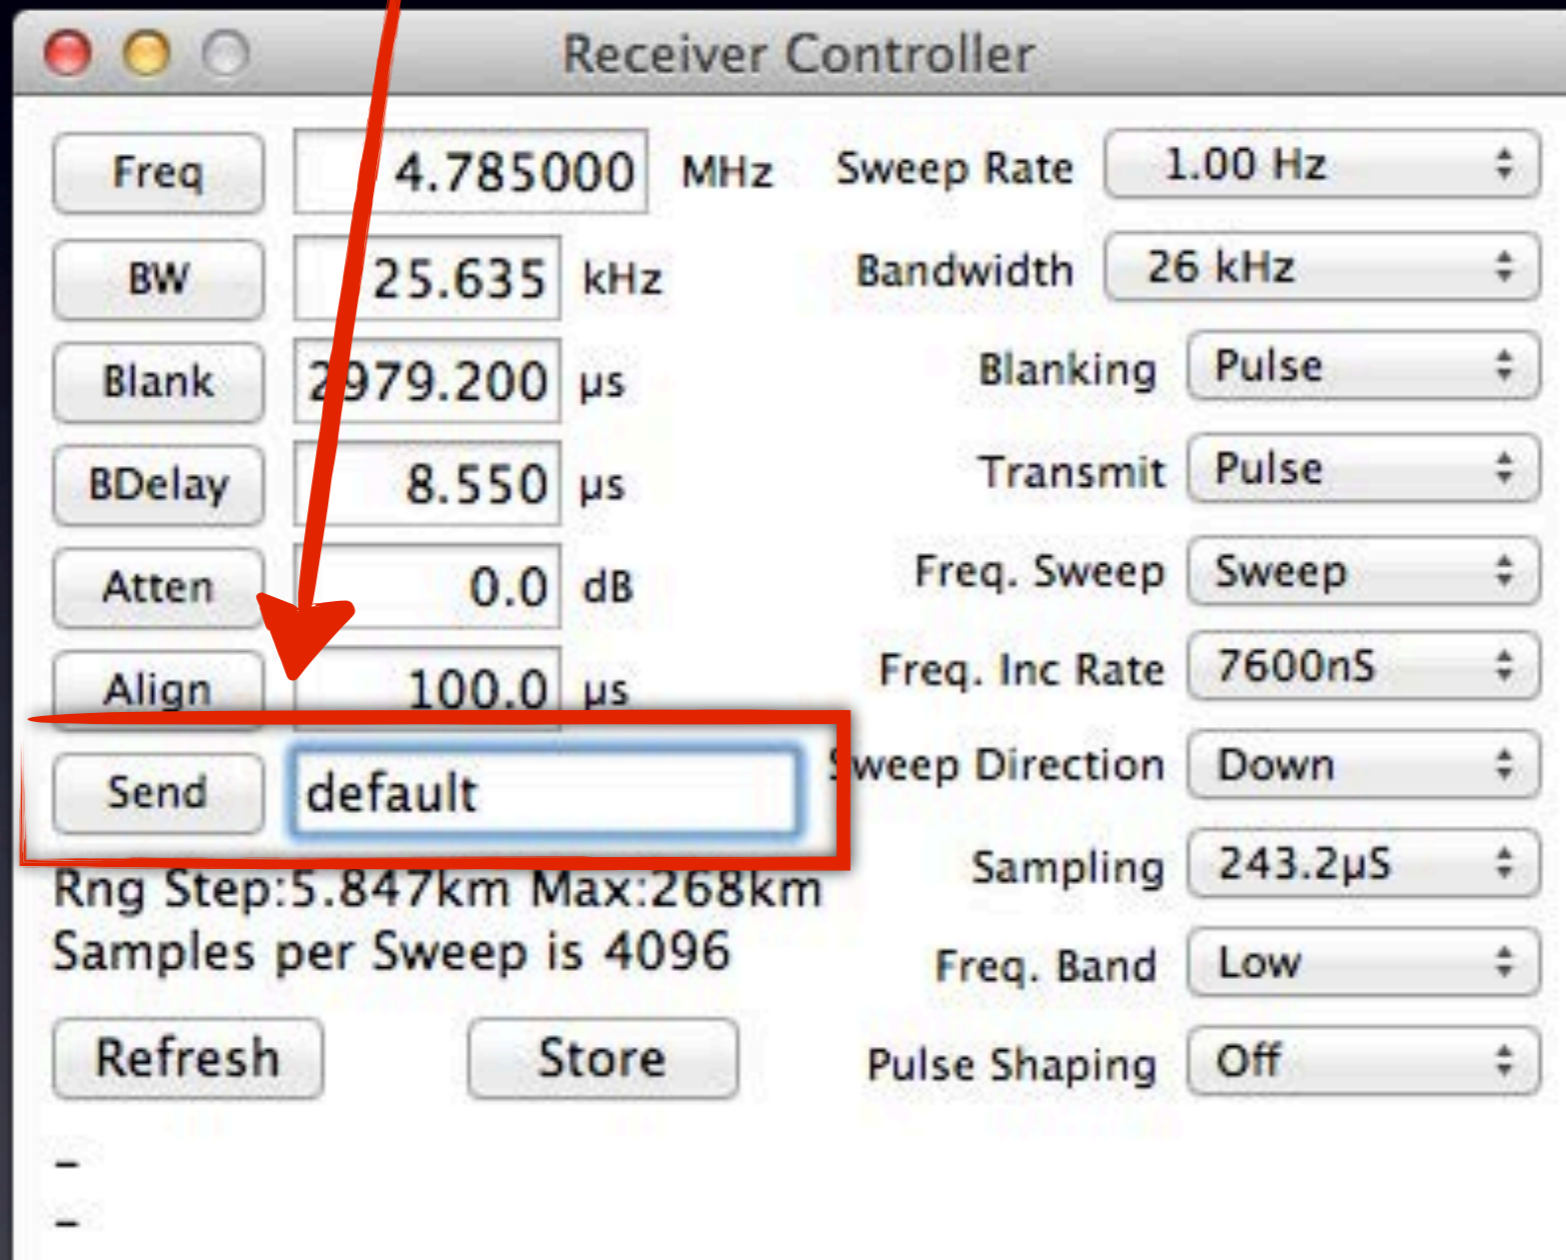 Receiver Controller
Freq 4.785000 MHz Sweep Rate 1.00 Hz
BW 25.635 kHz Bandwidth 26 kHz
Blank 2979.200 µs Blanking Pulse
BDelay 8.550 µs Transmit Pulse
Atten 0.0 dB Freq. Sweep Sweep
Align 100.0 µs Freq. Inc Rate 7600nS
Send default Sweep Direction Down
Rng Step:5.847km Max:268km Sampling 243.2µS
Samples per Sweep is 4096 Freq. Band Low
Refresh Store Pulse Shaping Off
–
–